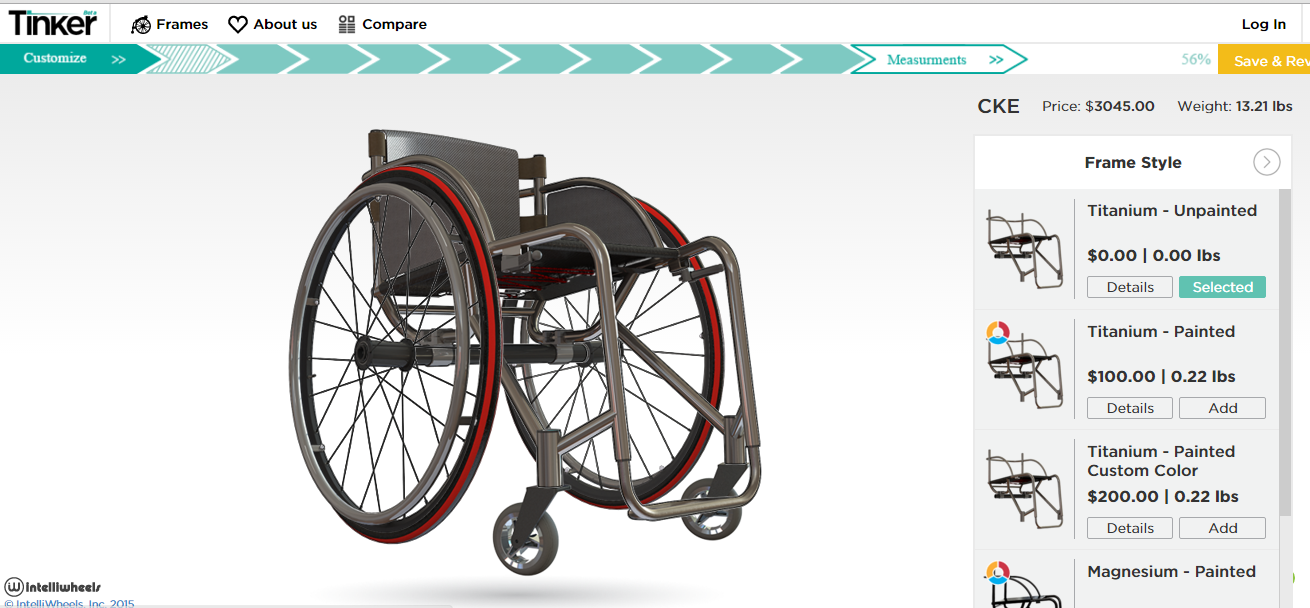 Tinker
Frames
About us
Compare
Log In
Customize >>
Measurments >>
56%
Save & Rev
CKE Price: $3045.00 Weight: 13.21 lbs
Frame Style
Titanium - Unpainted
$0.00 | 0.00 lbs
Details Selected
Titanium - Painted
$100.00 | 0.22 lbs
Details Add
Titanium - Painted
Custom Color
$200.00 | 0.22 lbs
Details Add
Magnesium - Painted
Intelliwheels
© IntelliWheels, Inc. 2015